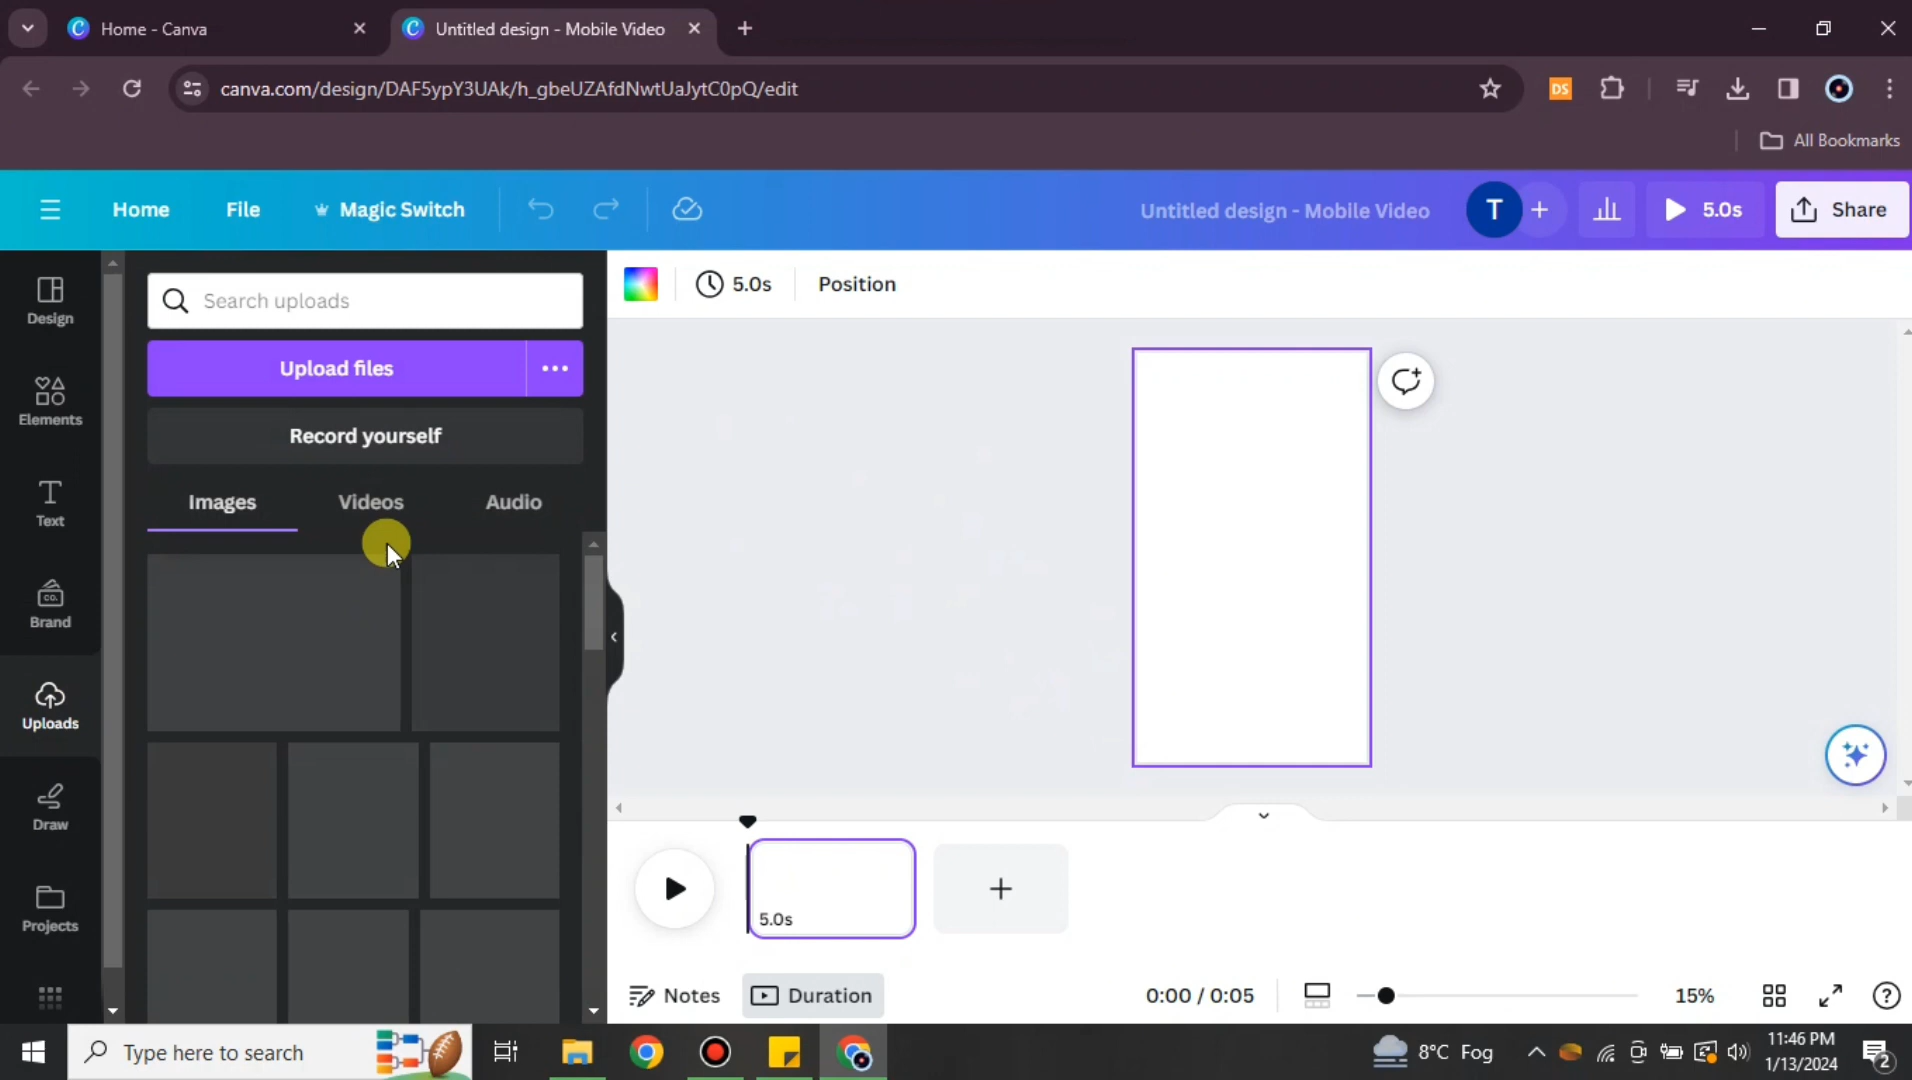 Home - Canva
Untitled design - Mobile Video
canva.com/design/DAF5ypY3UAk/h_gbeUZAfdNwtUaJytC0pQ/edit
DS
All Bookmarks
Home
File
Magic Switch
Untitled design - Mobile Video
T
5.0s
Share
Design
Elements
Text
CO.
Brand
Uploads
Draw
Projects
Search uploads
Upload files
Record yourself
Images
Videos
Audio
5.0s
Position
5.0s
Notes
Duration
0:00 / 0:05
15%
Type here to search
8°C Fog
11:46 PM
1/13/2024
2